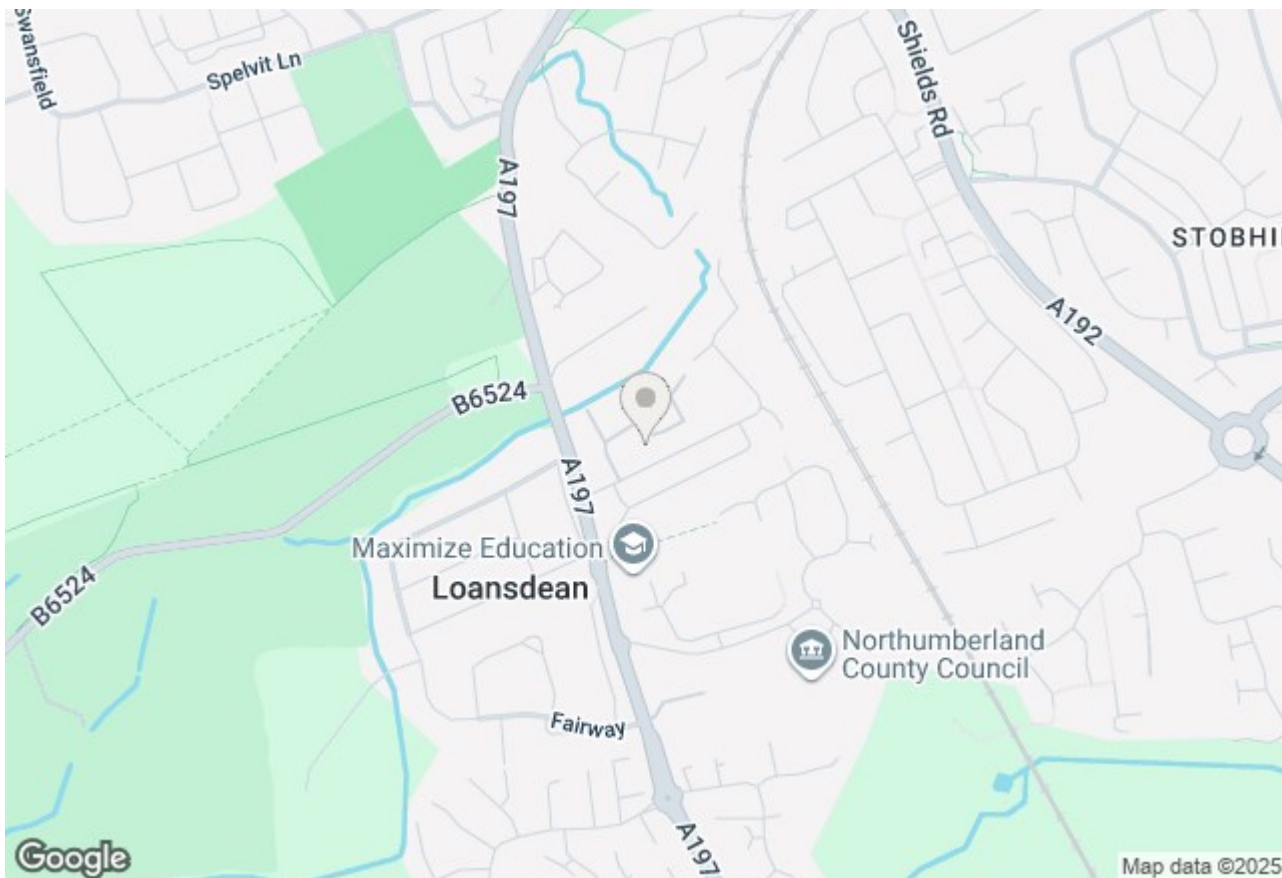 Swansfield
Spelvit Ln
Shields Rd
A197
STOBHI
A192
B6524
A197
Maximize Education
Loansdean
B6524
Northumberland
County Council
Fairway
A197
Google
Map data ©2025